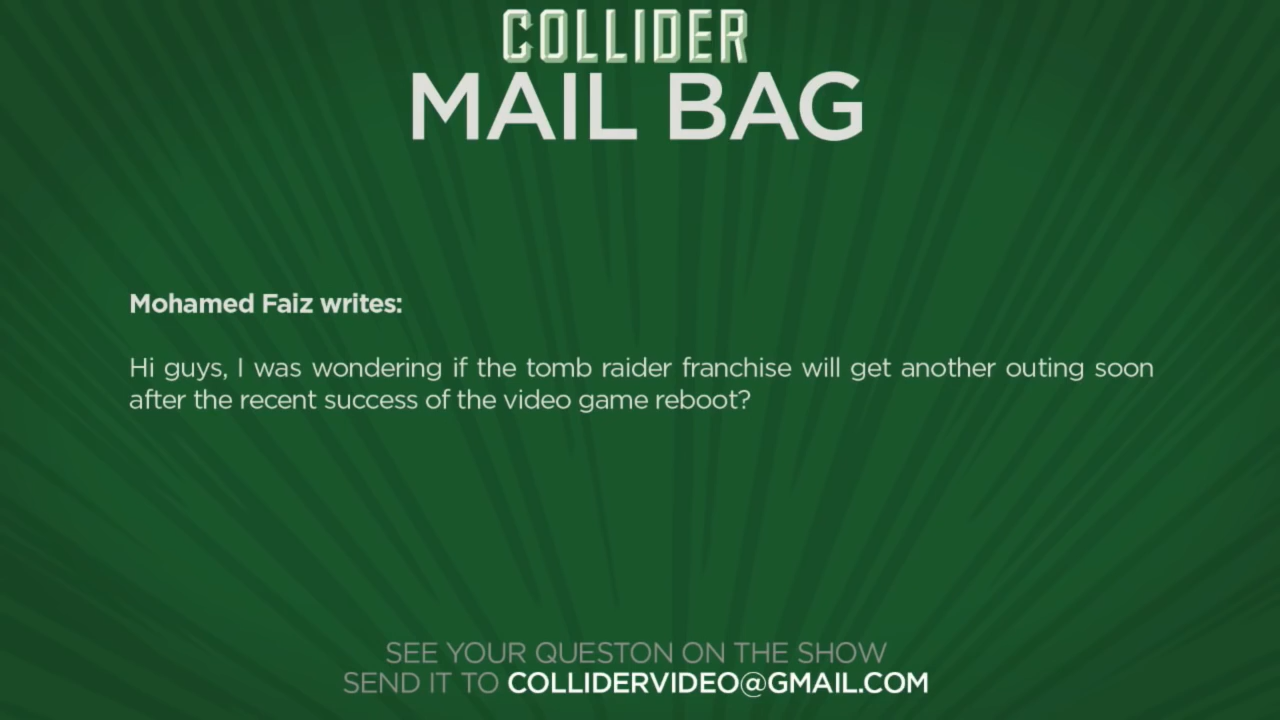 COLLIDER
MAIL BAG
Mohamed Faiz writes:
Hi guys, I was wondering if the tomb raider franchise will get another outing soon
after the recent success of the video game reboot?
SEE YOUR QUESTON ON THE SHOW
SEND IT TO COLLIDERVIDEO@GMAIL.COM